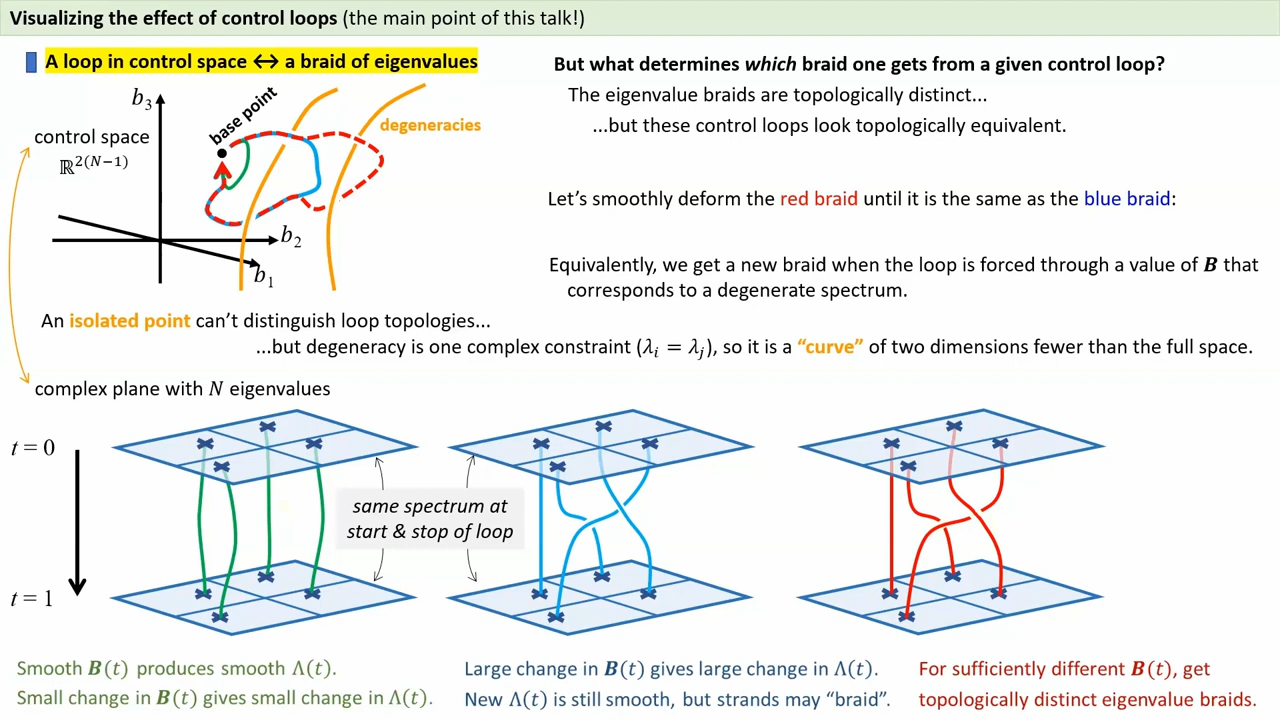 Visualizing the effect of control loops (the main point of this talk!)
A loop in control space ↔ a braid of eigenvalues
b₃
base point
degeneracies
control space
ℝ²⁽ᴺ⁻¹⁾
b₂
b₁
But what determines which braid one gets from a given control loop?
The eigenvalue braids are topologically distinct...
...but these control loops look topologically equivalent.
Let's smoothly deform the red braid until it is the same as the blue braid:
Equivalently, we get a new braid when the loop is forced through a value of B that
corresponds to a degenerate spectrum.
An isolated point can't distinguish loop topologies...
...but degeneracy is one complex constraint (λᵢ = λⱼ), so it is a "curve" of two dimensions fewer than the full space.
complex plane with N eigenvalues
t = 0
same spectrum at
start & stop of loop
t = 1
Smooth B(t) produces smooth Λ(t).
Small change in B(t) gives small change in Λ(t).
Large change in B(t) gives large change in Λ(t).
New Λ(t) is still smooth, but strands may "braid".
For sufficiently different B(t), get
topologically distinct eigenvalue braids.